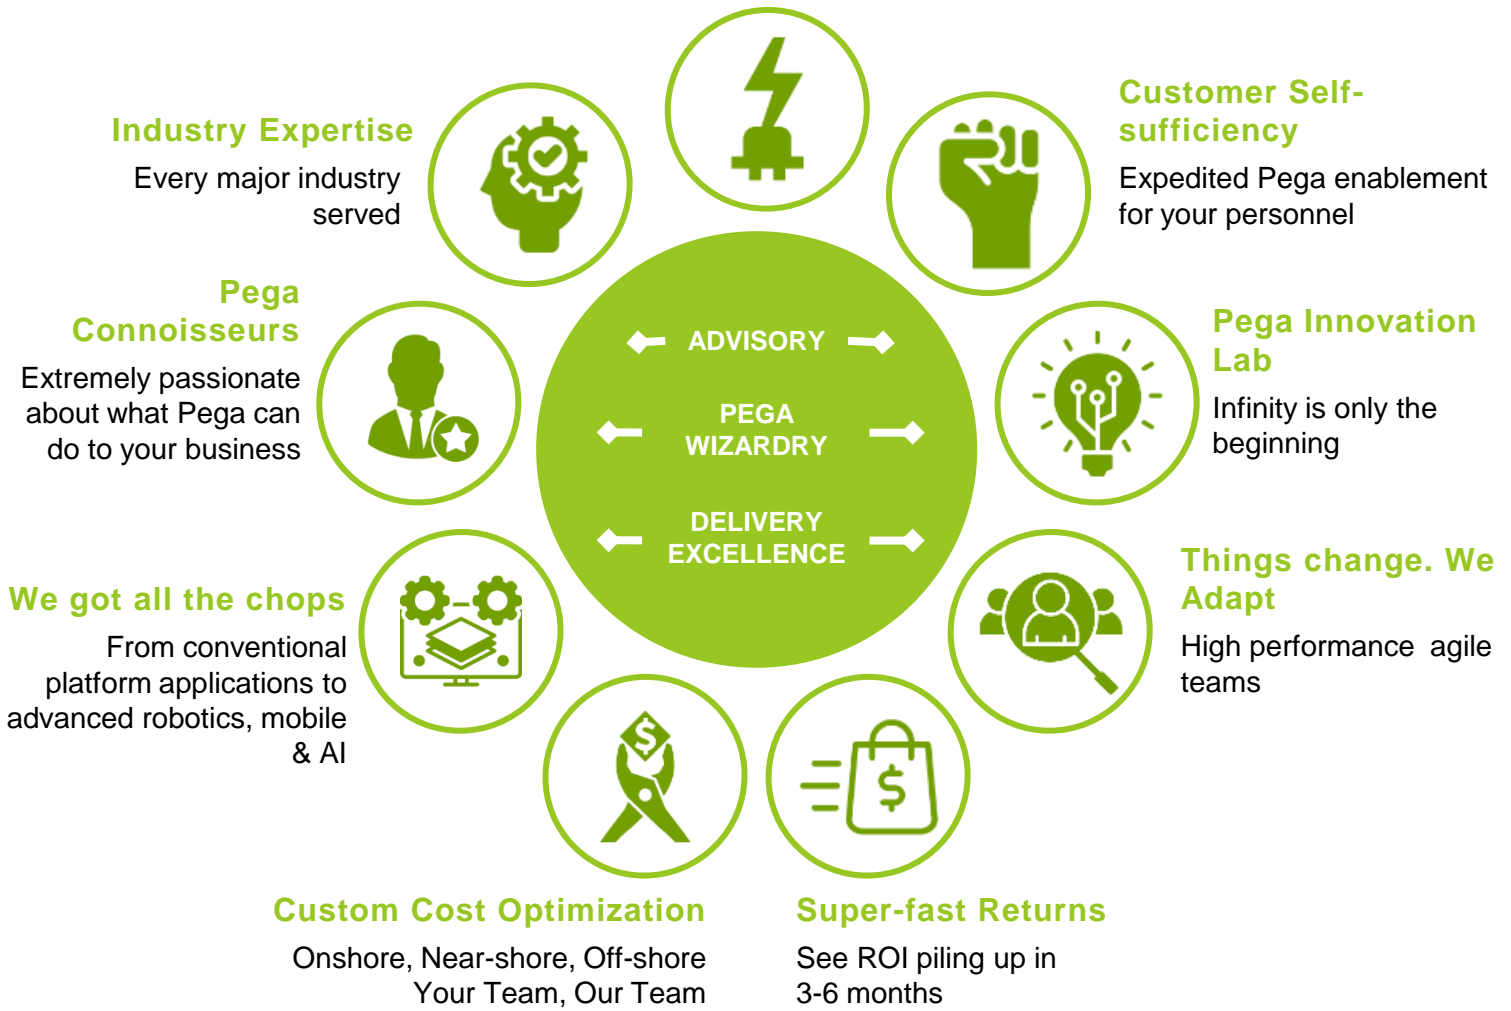 Industry Expertise
Every major industry
served
Customer Self-
sufficiency
Expedited Pega enablement
for your personnel
Pega
Connoisseurs
Extremely passionate
about what Pega can
do to your business
ADVISORY
PEGA
WIZARDRY
DELIVERY
EXCELLENCE
Pega Innovation
Lab
Infinity is only the
beginning
We got all the chops
From conventional
platform applications to
advanced robotics, mobile
& AI
Things change. We
Adapt
High performance  agile
teams
$
$
Custom Cost Optimization
Onshore, Near-shore, Off-shore
Your Team, Our Team
Super-fast Returns
See ROI piling up in
3-6 months